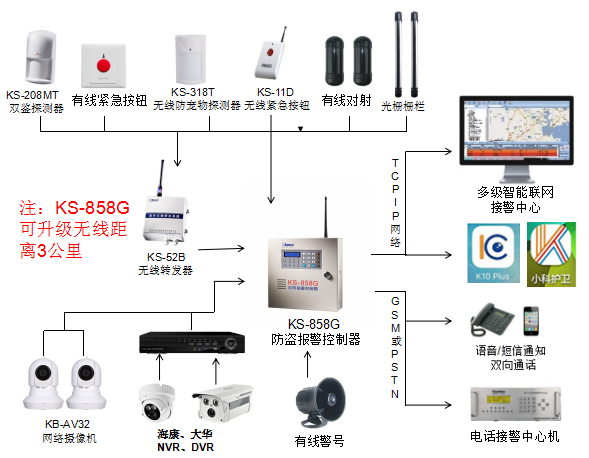 KS-208MT
双鉴探测器
有线紧急按钮
KS-318T
无线防宠物探测器
KS-11D
无线紧急按钮
有线对射
光栅栅栏
注：KS-858G
可升级无线距
离3公里
KS-52B
无线转发器
KS-858G
KS-858G
防盗报警控制器
TCPIP网络
多级智能联网
接警中心
K10 Plus
小科护卫
GSM或PSTN
语音/短信通知
双向通话
电话接警中心机
KB-AV32
网络摄像机
海康、大华
NVR、DVR
有线警号